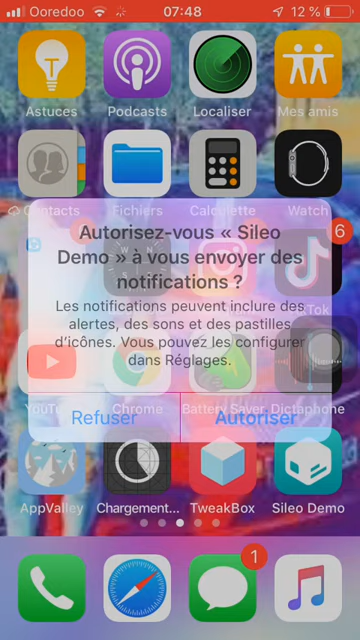 Ooredoo 07:48 12 %
Astuces Podcasts Localiser Mes amis
Contacts Fichiers Calculette Watch
6
Autorisez-vous « Sileo
Demo » à vous envoyer des
notifications ?
Les notifications peuvent inclure des
alertes, des sons et des pastilles
d'icônes. Vous pouvez les configurer
dans Réglages.
Chrome Battery Saver Dictaphone
Refuser Autoriser
AppValley Chargement... TweakBox Sileo Demo
1